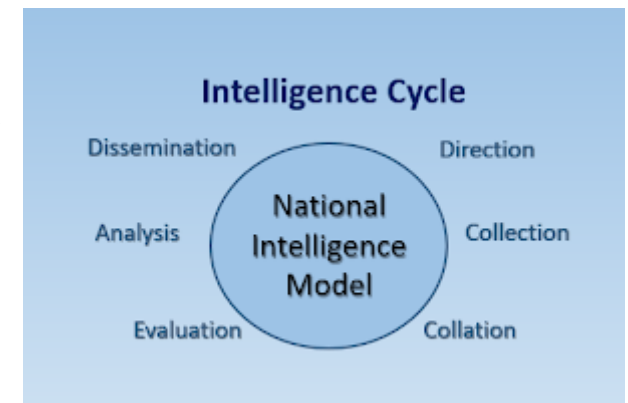 Intelligence Cycle
Dissemination
Direction
National
Intelligence
Model
Analysis
Collection
Evaluation
Collation